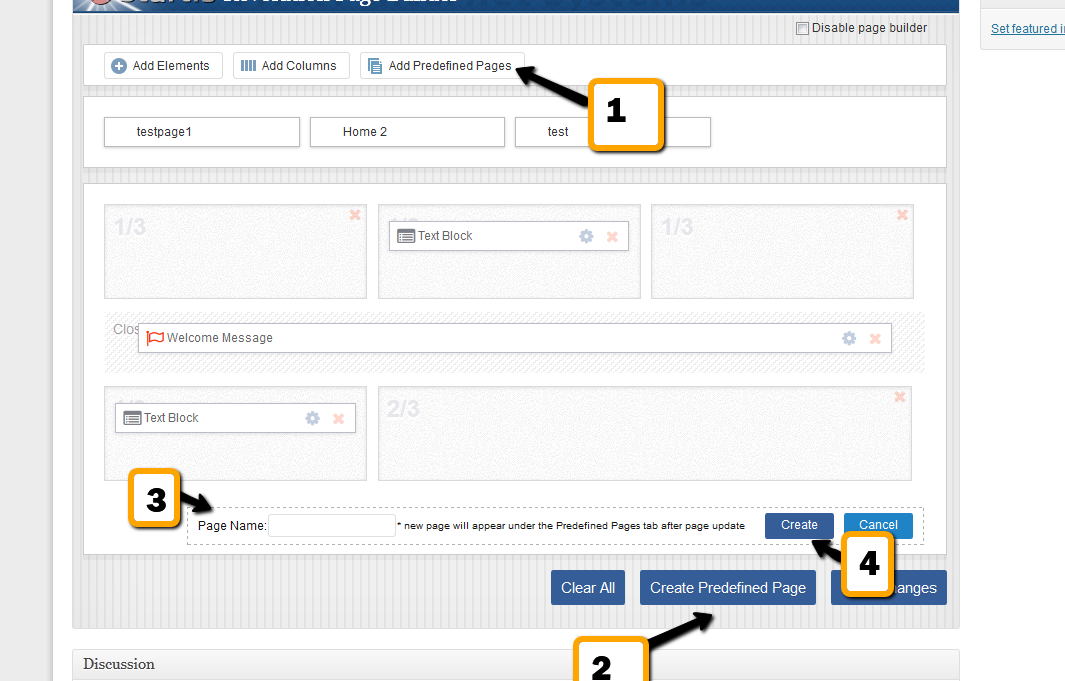 Disable page builder
Set featured i
Add Elements Add Columns Add Predefined Pages
1
testpage1 Home 2 test
1/3 Text Block 1/3
Clos Welcome Message
Text Block 2/3
3
Page Name: * new page will appear under the Predefined Pages tab after page update Create Cancel
4
Clear All Create Predefined Page anges
2
Discussion